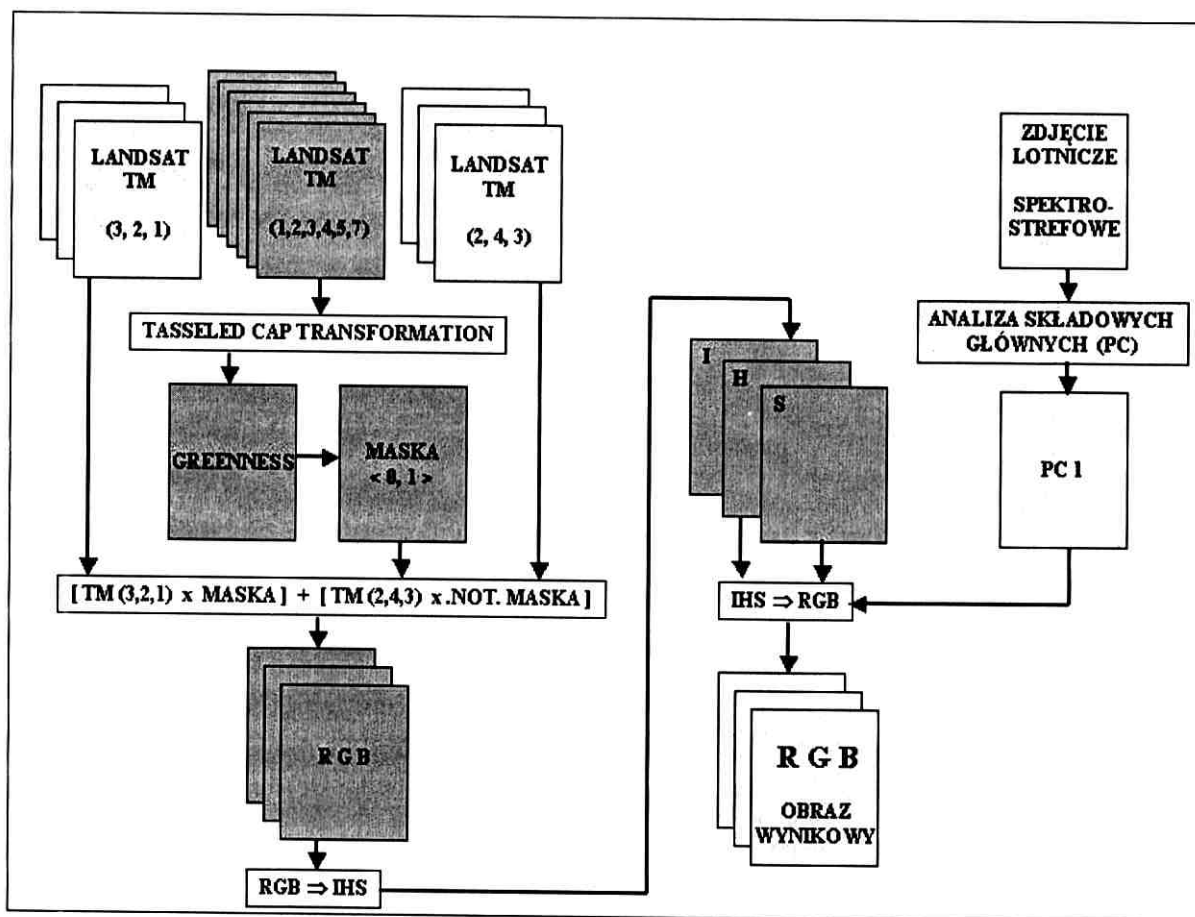 LANDSAT
TM
(3, 2, 1)
LANDSAT
TM
(1,2,3,4,5,7)
LANDSAT
TM
(2, 4, 3)
TASSELED CAP TRANSFORMATION
GREENNESS
MASKA
< 0, 1 >
[ TM (3,2,1) x MASKA ] + [ TM (2,4,3) x .NOT. MASKA ]
R G B
RGB ⇒ IHS
I
H
S
ZDJĘCIE
LOTNICZE
SPEKTRO-
STREFOWE
ANALIZA SKŁADOWYCH
GŁÓWNYCH (PC)
PC 1
IHS ⇒ RGB
R G B
OBRAZ
WYNIKOWY